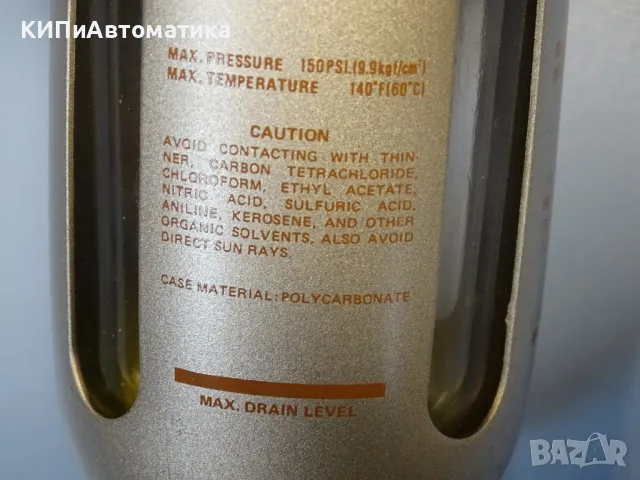 КИПиАвтоматика
MAX. PRESSURE 150PSI.(9.9kgf/cm²)
MAX. TEMPERATURE 140°F(60°C)
CAUTION
AVOID CONTACTING WITH THIN-
NER, CARBON TETRACHLORIDE,
CHLOROFORM, ETHYL ACETATE,
NITRIC ACID, SULFURIC ACID,
ANILINE, KEROSENE, AND OTHER
ORGANIC SOLVENTS. ALSO AVOID
DIRECT SUN RAYS.
CASE MATERIAL:POLYCARBONATE
MAX. DRAIN LEVEL
BAZAR